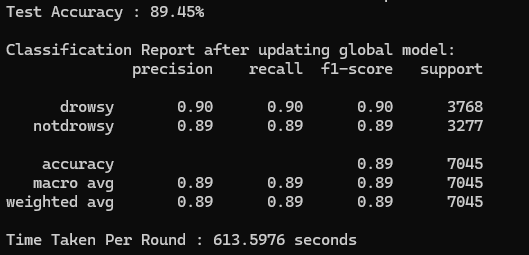 Test Accuracy : 89.45%
Classification Report after updating global model:
precision recall f1-score support
drowsy 0.90 0.90 0.90 3768
notdrowsy 0.89 0.89 0.89 3277
accuracy 0.89 7045
macro avg 0.89 0.89 0.89 7045
weighted avg 0.89 0.89 0.89 7045
Time Taken Per Round : 613.5976 seconds